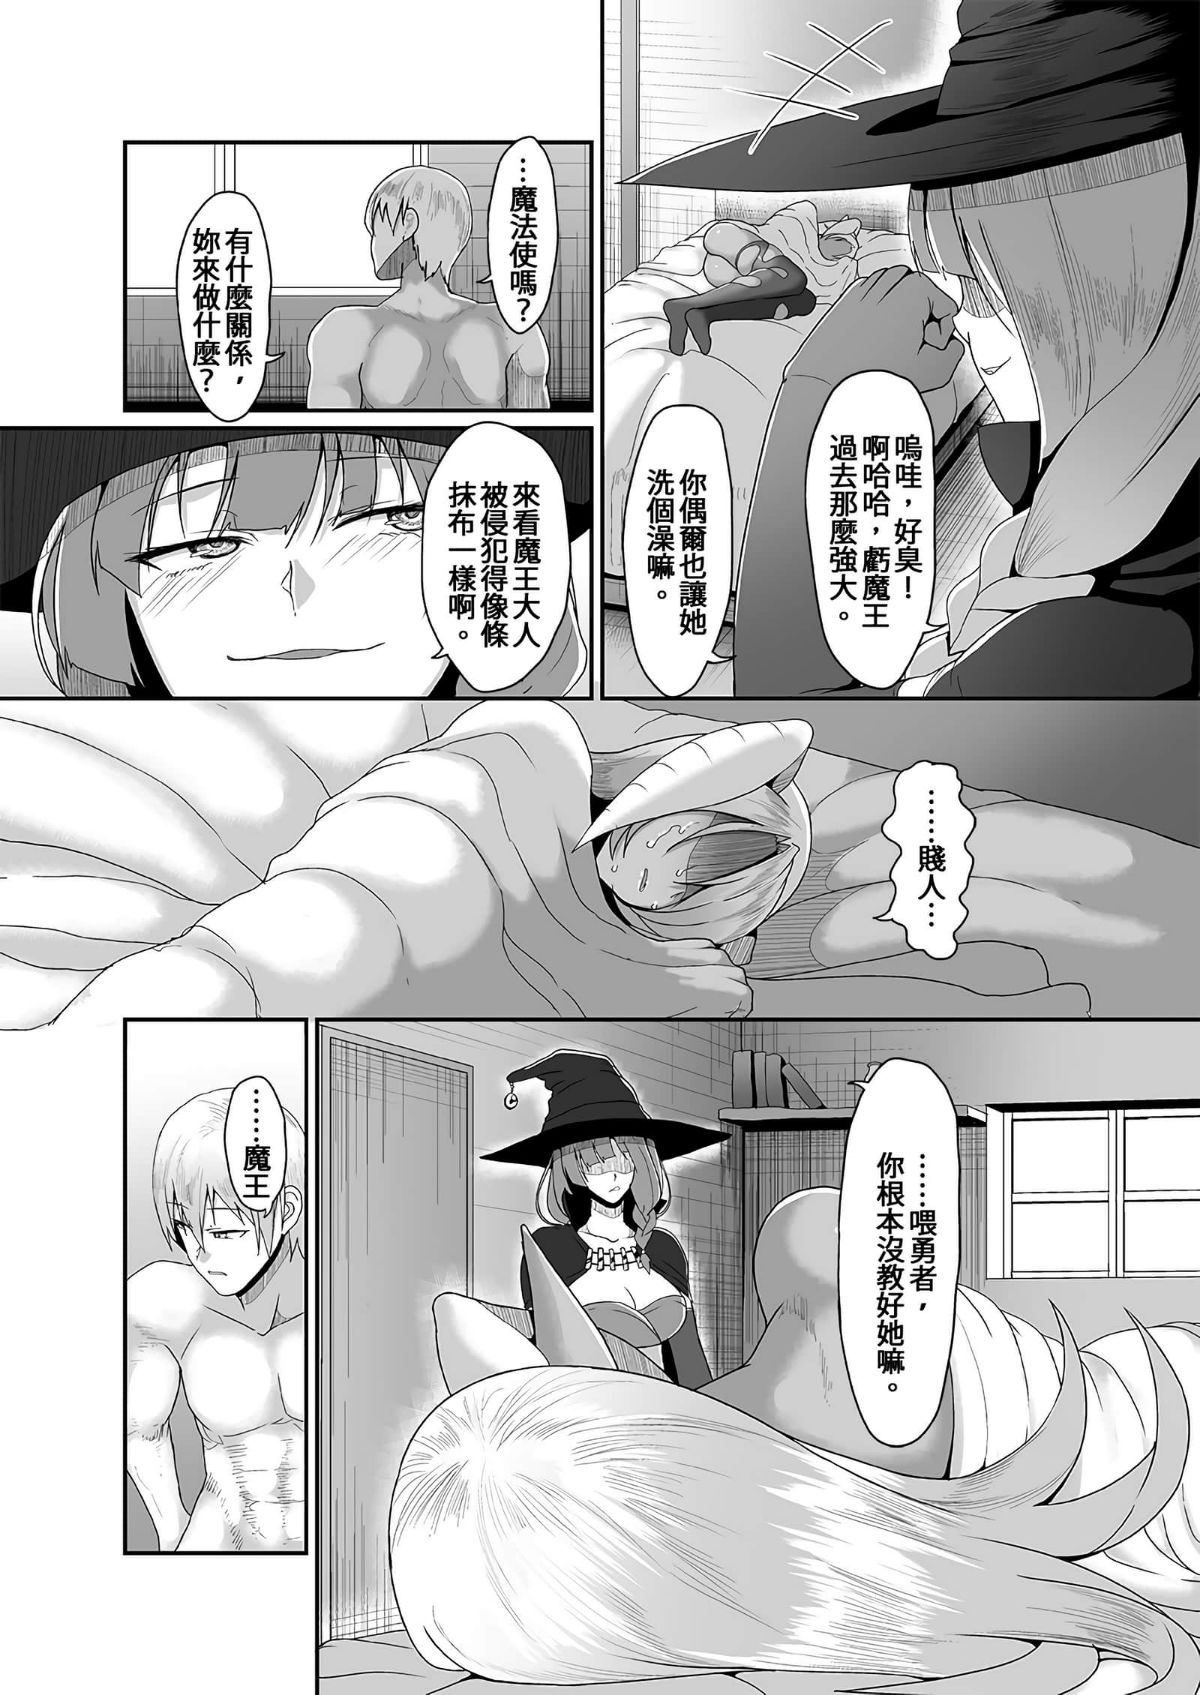 嗚哇，好臭！
啊哈哈，虧魔王
過去那麼強大。
你偶爾也讓她
洗個澡嘛。
…魔法使嗎？
有什麼關係，
妳來做什麼？
來看魔王大人
被侵犯得像條
抹布一樣啊。
……賤人…
……喂勇者，
你根本沒教好她嘛。
……魔王